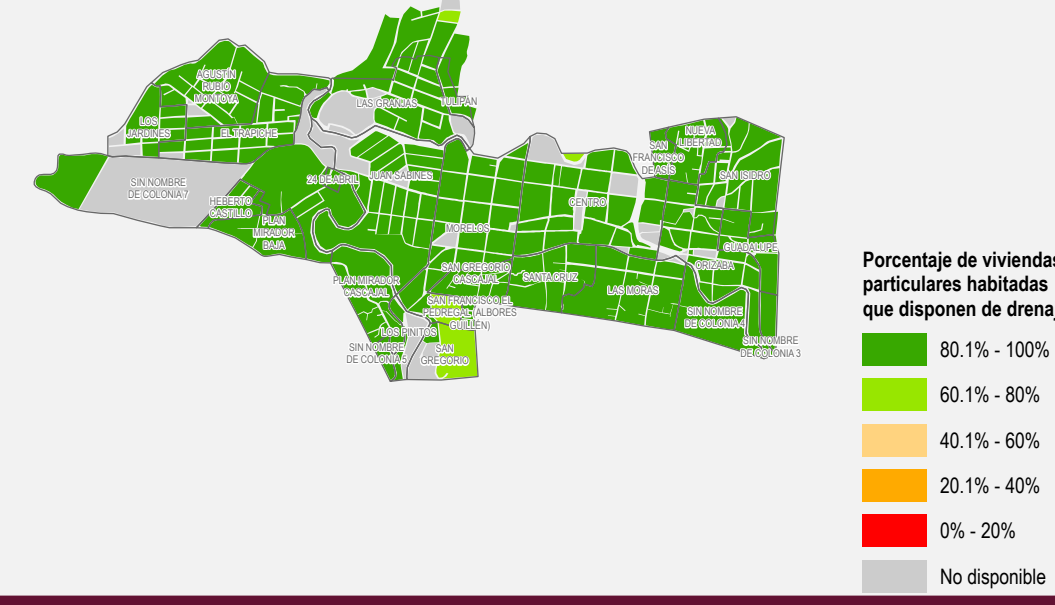 AGUSTÍN
RUBIO
MONTOYA
LAS GRANJAS
TULIPÁN
LOS
JARDINES
EL TRAPICHE
NUEVA
LIBERTAD
SAN
FRANCISCO
DE ASÍS
SAN ISIDRO
SIN NOMBRE
DE COLONIA 7
24 DE ABRIL
JUAN SABINES
HEBERTO
CASTILLO
CENTRO
PLAN
MIRADOR
BAJA
MORELOS
GUADALUPE
ORIZABA
SAN GREGORIO
CASCAJAL
SANTA CRUZ
PLAN MIRADOR
CASCAJAL
LAS MORAS
SAN FRANCISCO EL
PEDREGAL (ALBORES
GUILLÉN)
SIN NOMBRE
DE COLONIA 4
LOS PINITOS
SIN NOMBRE
DE COLONIA 5
SAN
GREGORIO
SIN NOMBRE
DE COLONIA 3
Porcentaje de viviendas
particulares habitadas
que disponen de drenaj
80.1% - 100%
60.1% - 80%
40.1% - 60%
20.1% - 40%
0% - 20%
No disponible